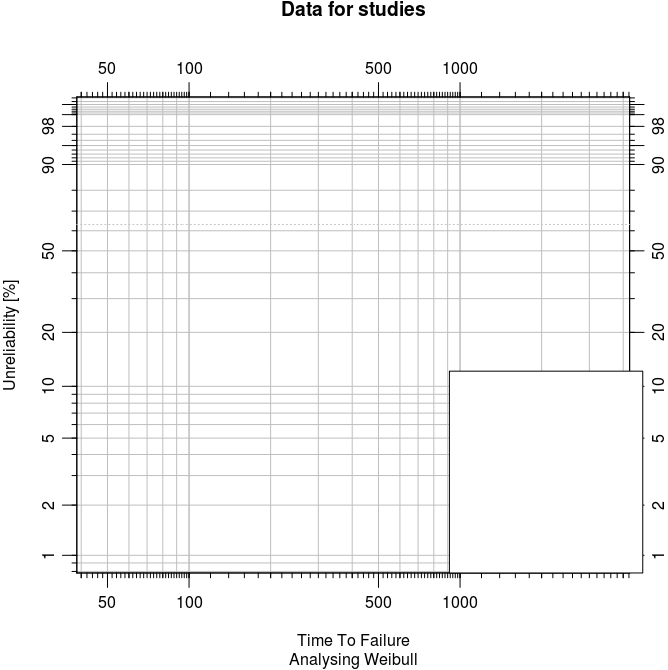 Data for studies
50 100 500 1000
Unreliability [%]
98 98
90 90
50 50
20 20
10 10
5 5
2 2
1 1
50 100 500 1000
Time To Failure
Analysing Weibull